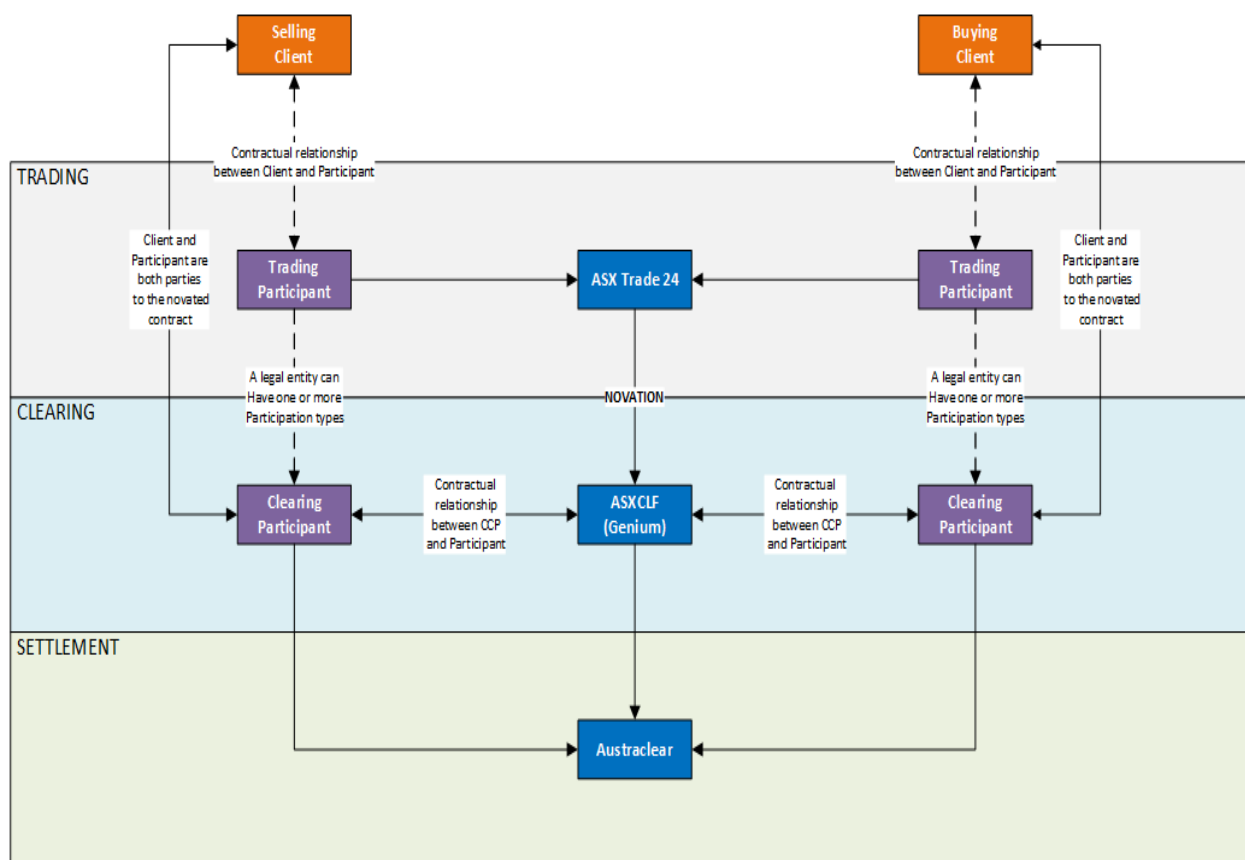 Selling
Client
Buying
Client
Contractual relationship
between Client and Participant
Contractual relationship
between Client and Participant
TRADING
Client and
Participant are
both parties
to the novated
contract
Trading
Participant
ASX Trade 24
Trading
Participant
Client and
Participant are
both parties
to the novated
contract
A legal entity can
Have one or more
Participation types
NOVATION
A legal entity can
Have one or more
Participation types
CLEARING
Clearing
Participant
Contractual
relationship
between CCP
and Participant
ASXCLF
(Genium)
Contractual
relationship
between CCP
and Participant
Clearing
Participant
SETTLEMENT
Austraclear